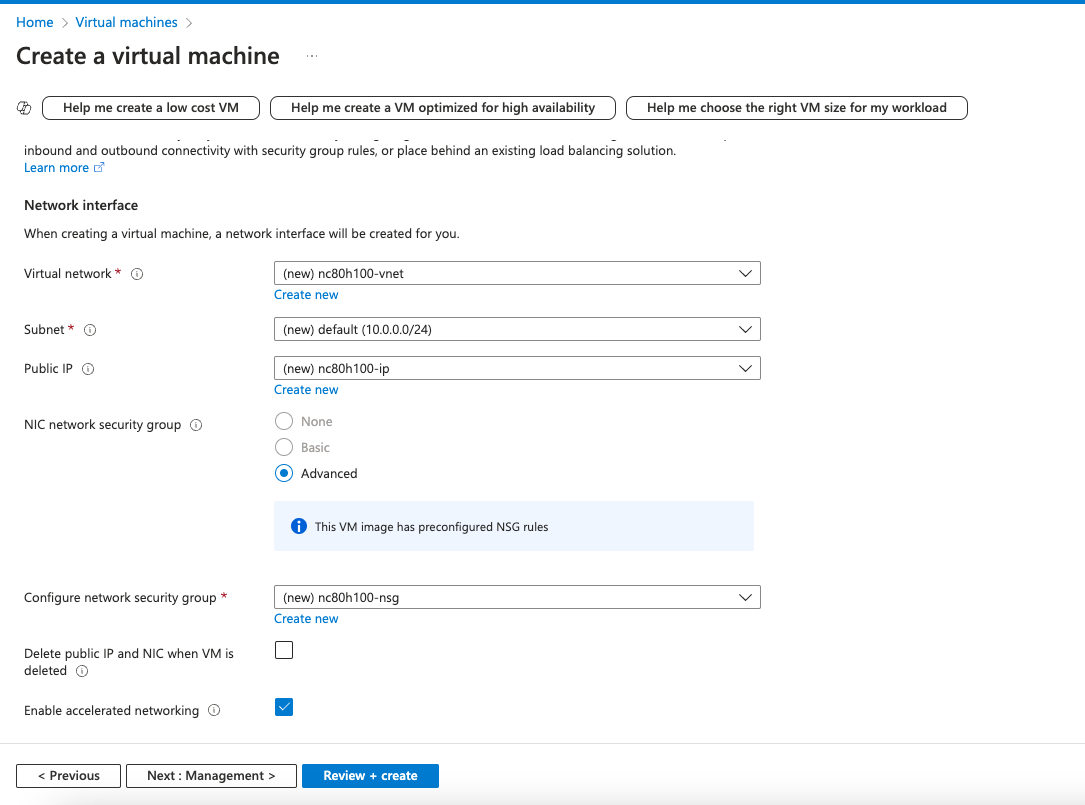 Home > Virtual machines >
Create a virtual machine ...
Help me create a low cost VM
Help me create a VM optimized for high availability
Help me choose the right VM size for my workload
inbound and outbound connectivity with security group rules, or place behind an existing load balancing solution.
Learn more
Network interface
When creating a virtual machine, a network interface will be created for you.
Virtual network *
(new) nc80h100-vnet
Create new
Subnet *
(new) default (10.0.0.0/24)
Public IP
(new) nc80h100-ip
Create new
NIC network security group
None
Basic
Advanced
This VM image has preconfigured NSG rules
Configure network security group *
(new) nc80h100-nsg
Create new
Delete public IP and NIC when VM is
deleted
Enable accelerated networking
< Previous
Next : Management >
Review + create